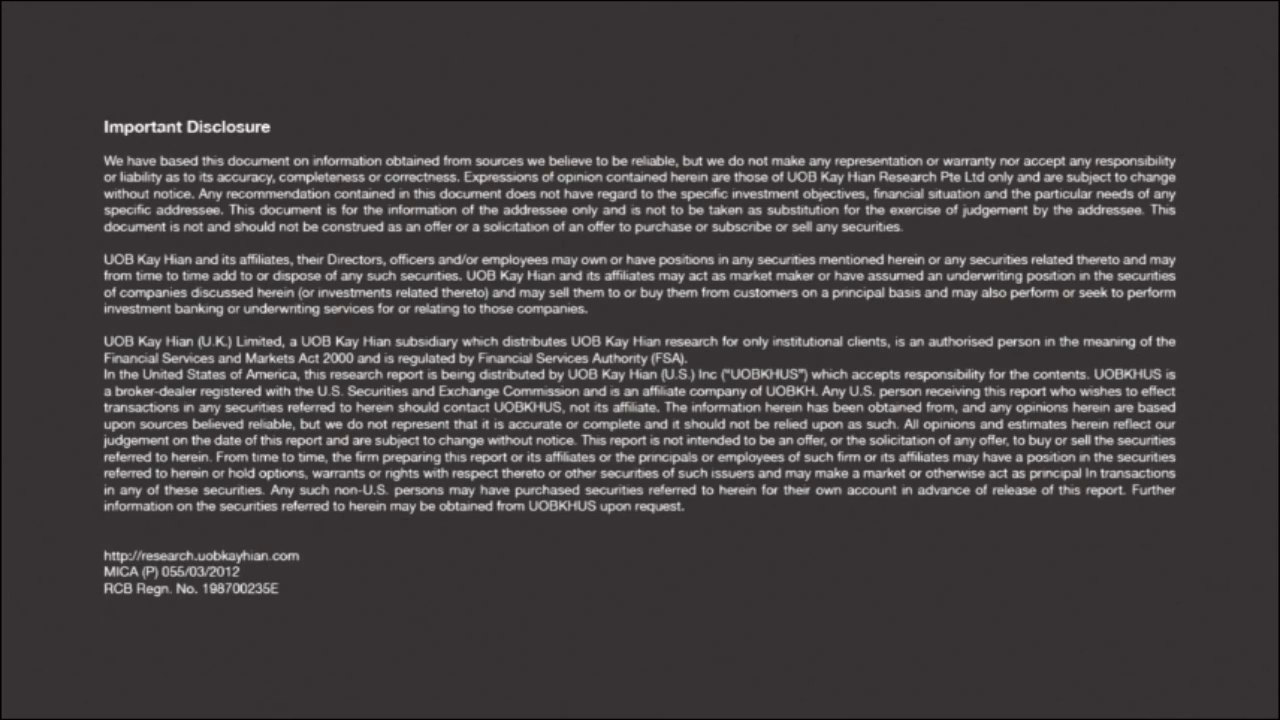 Important Disclosure
We have based this document on information obtained from sources we believe to be reliable, but we do not make any representation or warranty nor accept any responsibility
or liability as to its accuracy, completeness or correctness. Expressions of opinion contained herein are those of UOB Kay Hian Research Pte Ltd only and are subject to change
without notice. Any recommendation contained in this document does not have regard to the specific investment objectives, financial situation and the particular needs of any
specific addressee. This document is for the information of the addressee only and is not to be taken as substitution for the exercise of judgement by the addressee. This
document is not and should not be construed as an offer or a solicitation of an offer to purchase or subscribe or sell any securities.
UOB Kay Hian and its affiliates, their Directors, officers and/or employees may own or have positions in any securities mentioned herein or any securities related thereto and may
from time to time add to or dispose of any such securities. UOB Kay Hian and its affiliates may act as market maker or have assumed an underwriting position in the securities
of companies discussed herein (or investments related thereto) and may sell them to or buy them from customers on a principal basis and may also perform or seek to perform
investment banking or underwriting services for or relating to those companies.
UOB Kay Hian (U.K.) Limited, a UOB Kay Hian subsidiary which distributes UOB Kay Hian research for only institutional clients, is an authorised person in the meaning of the
Financial Services and Markets Act 2000 and is regulated by Financial Services Authority (FSA).
In the United States of America, this research report is being distributed by UOB Kay Hian (U.S.) Inc ("UOBKHUS") which accepts responsibility for the contents. UOBKHUS is
a broker-dealer registered with the U.S. Securities and Exchange Commission and is an affiliate company of UOBKH. Any U.S. person receiving this report who wishes to effect
transactions in any securities referred to herein should contact UOBKHUS, not its affiliate. The information herein has been obtained from, and any opinions herein are based
upon sources believed reliable, but we do not represent that it is accurate or complete and it should not be relied upon as such. All opinions and estimates herein reflect our
judgement on the date of this report and are subject to change without notice. This report is not intended to be an offer, or the solicitation of any offer, to buy or sell the securities
referred to herein. From time to time, the firm preparing this report or its affiliates or the principals or employees of such firm or its affiliates may have a position in the securities
referred to herein or hold options, warrants or rights with respect thereto or other securities of such issuers and may make a market or otherwise act as principal In transactions
in any of these securities. Any such non-U.S. persons may have purchased securities referred to herein for their own account in advance of release of this report. Further
information on the securities referred to herein may be obtained from UOBKHUS upon request.
http://research.uobkayhian.com
MICA (P) 055/03/2012
RCB Regn. No. 198700235E